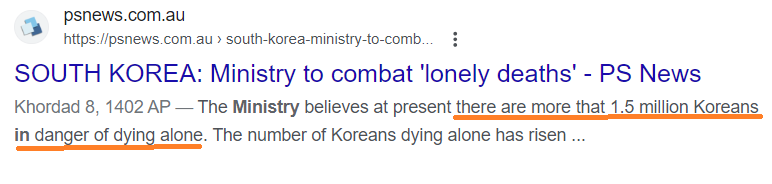 psnews.com.au
https://psnews.com.au › south-korea-ministry-to-comb...
SOUTH KOREA: Ministry to combat 'lonely deaths' - PS News
Khordad 8, 1402 AP — The Ministry believes at present there are more that 1.5 million Koreans
in danger of dying alone. The number of Koreans dying alone has risen ...